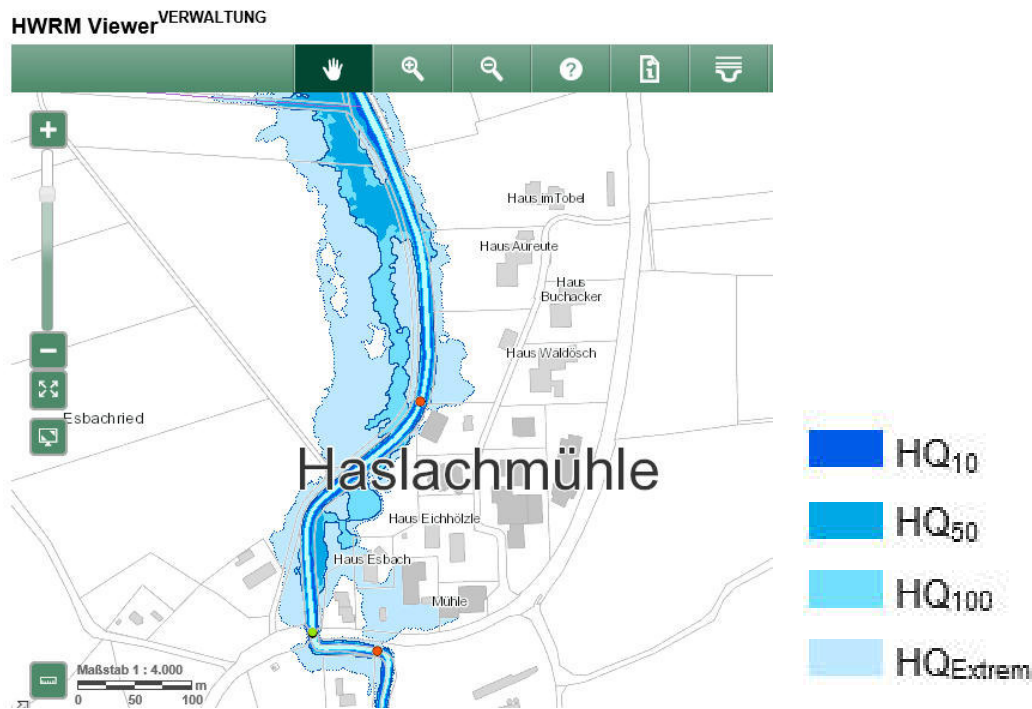 HWRM Viewer VERWALTUNG
Haus im Tobel
Haus Aureute
Haus
Buchacker
Haus Waldösch
Esbachried
Haslachmühle
Haus Eichhölzle
Haus Esbach
Mühle
Maßstab 1 : 4.000
m
0 50 100
HQ10
HQ50
HQ100
HQExtrem